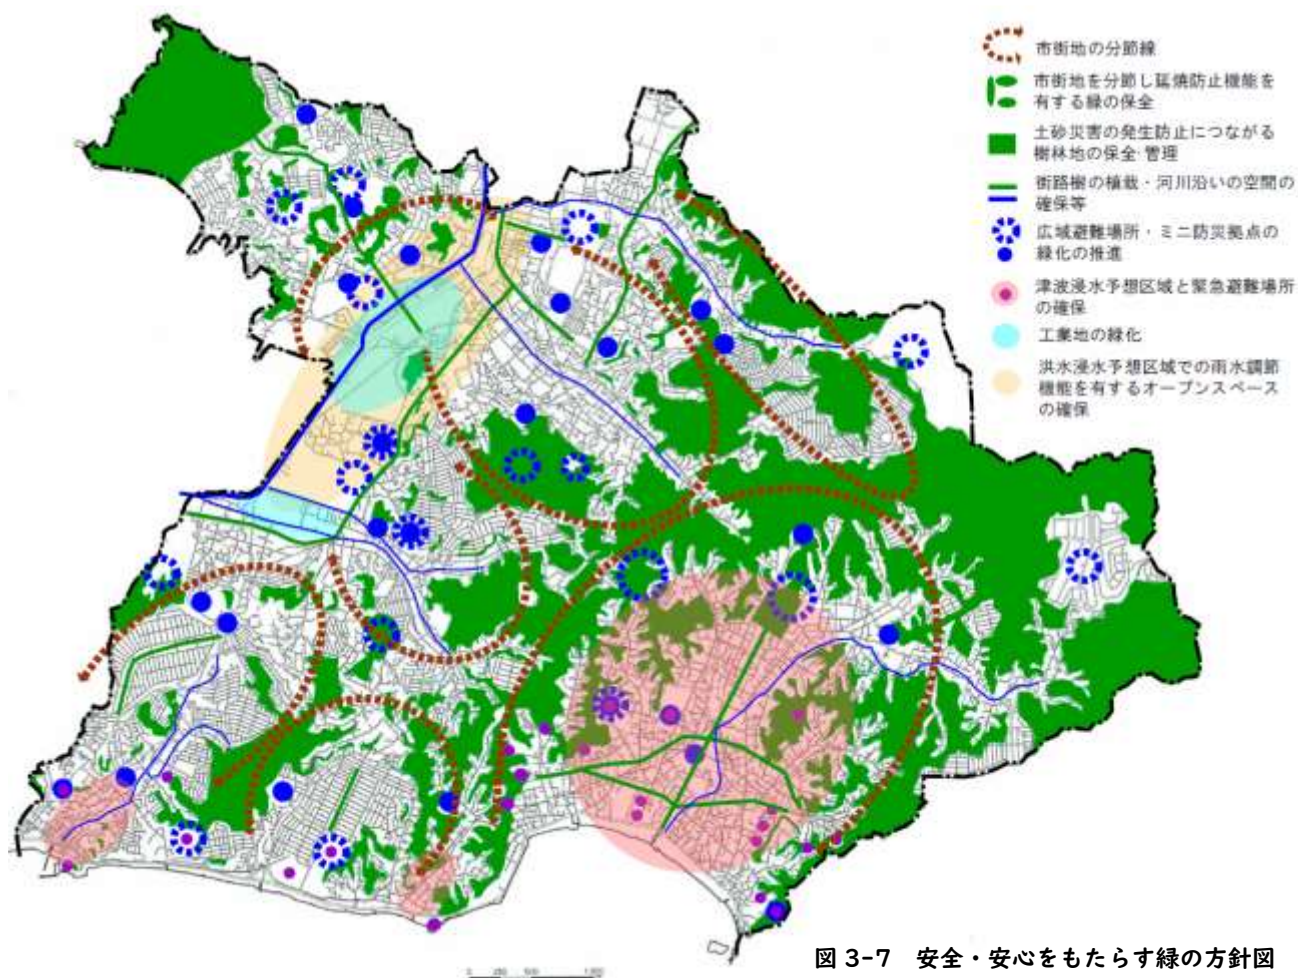 市街地の分節線
市街地を分節し延焼防止機能を
有する緑の保全
土砂災害の発生防止につながる
樹林地の保全・管理
街路樹の植栽・河川沿いの空間の
確保等
広域避難場所・ミニ防災拠点の
緑化の推進
津波浸水予想区域と緊急避難場所
の確保
工業地の緑化
洪水浸水予想区域での雨水調節
機能を有するオープンスペース
の確保
図 3-7 安全・安心をもたらす緑の方針図